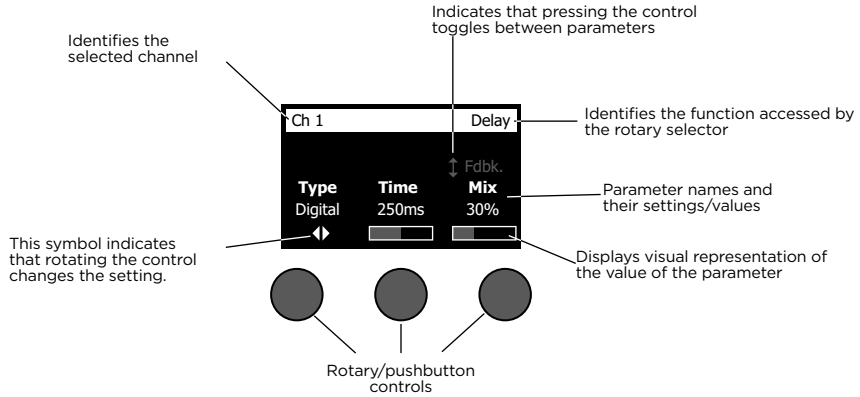 Indicates that pressing the control
toggles between parameters
Identifies the
selected channel
Ch 1 Delay
Identifies the function accessed by
the rotary selector
Fdbk.
Type Time Mix
Digital 250ms 30%
Parameter names and
their settings/values
This symbol indicates
that rotating the control
changes the setting.
Displays visual representation of
the value of the parameter
Rotary/pushbutton
controls